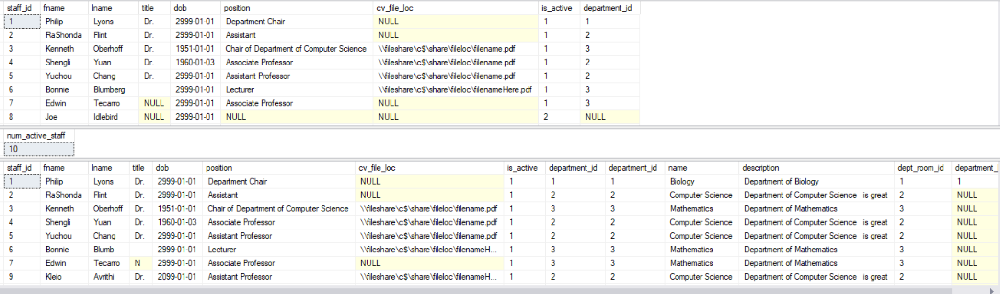 staff_id fname lname title dob position cv_file_loc is_active department_id
1 Philip Lyons Dr. 2999-01-01 Department Chair NULL 1 1
2 RaShonda Flint Dr. 2999-01-01 Assistant NULL 1 2
3 Kenneth Oberhoff Dr. 1951-01-01 Chair of Department of Computer Science \\fileshare\c$\share\fileloc\filename.pdf 1 3
4 Shengli Yuan Dr. 1960-01-03 Associate Professor \\fileshare\c$\share\fileloc\filename.pdf 1 2
5 Yuchou Chang Dr. 2999-01-01 Assistant Professor \\fileshare\c$\share\fileloc\filename.pdf 1 2
6 Bonnie Blumberg 2999-01-01 Lecturer \\fileshare\c$\share\fileloc\filenameHere.pdf 1 3
7 Edwin Tecarro NULL 2999-01-01 Associate Professor NULL 1 3
8 Joe Idlebird NULL 2999-01-01 NULL NULL 2 NULL
num_active_staff
10
staff_id fname lname title dob position cv_file_loc is_active department_id department_id name description dept_room_id department_
1 Philip Lyons Dr. 2999-01-01 Department Chair NULL 1 1 1 Biology Department of Biology 1 1
2 RaShonda Flint Dr. 2999-01-01 Assistant NULL 1 2 2 Computer Science Department of Computer Science is great 2 NULL
3 Kenneth Oberhoff Dr. 1951-01-01 Chair of Department of Computer Science \\fileshare\c$\share\fileloc\filename.pdf 1 3 3 Mathematics Department of Mathematics 3 NULL
4 Shengli Yuan Dr. 1960-01-03 Associate Professor \\fileshare\c$\share\fileloc\filename.pdf 1 2 2 Computer Science Department of Computer Science is great 2 NULL
5 Yuchou Chang Dr. 2999-01-01 Assistant Professor \\fileshare\c$\share\fileloc\filename.pdf 1 2 2 Computer Science Department of Computer Science is great 2 NULL
6 Bonnie Blumb 2999-01-01 Lecturer \\fileshare\c$\share\fileloc\filenameH... 1 3 3 Mathematics Department of Mathematics 3 NULL
7 Edwin Tecarro N 2999-01-01 Associate Professor NULL 1 3 3 Mathematics Department of Mathematics 3 NULL
9 Kleio Avrithi Dr. 2099-01-01 Assistant Professor \\fileshare\c$\share\fileloc\filenameH... 1 2 2 Computer Science Department of Computer Science is great 2 NULL